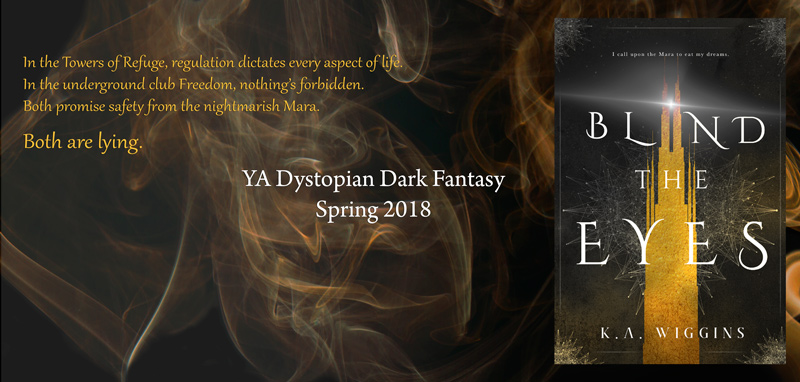 In the Towers of Refuge, regulation dictates every aspect of life.
In the underground club Freedom, nothing's forbidden.
Both promise safety from the nightmarish Mara.
Both are lying.
YA Dystopian Dark Fantasy
Spring 2018
I call upon the Mara to eat my dreams.
BLIND
THE
EYES
K.A. WIGGINS